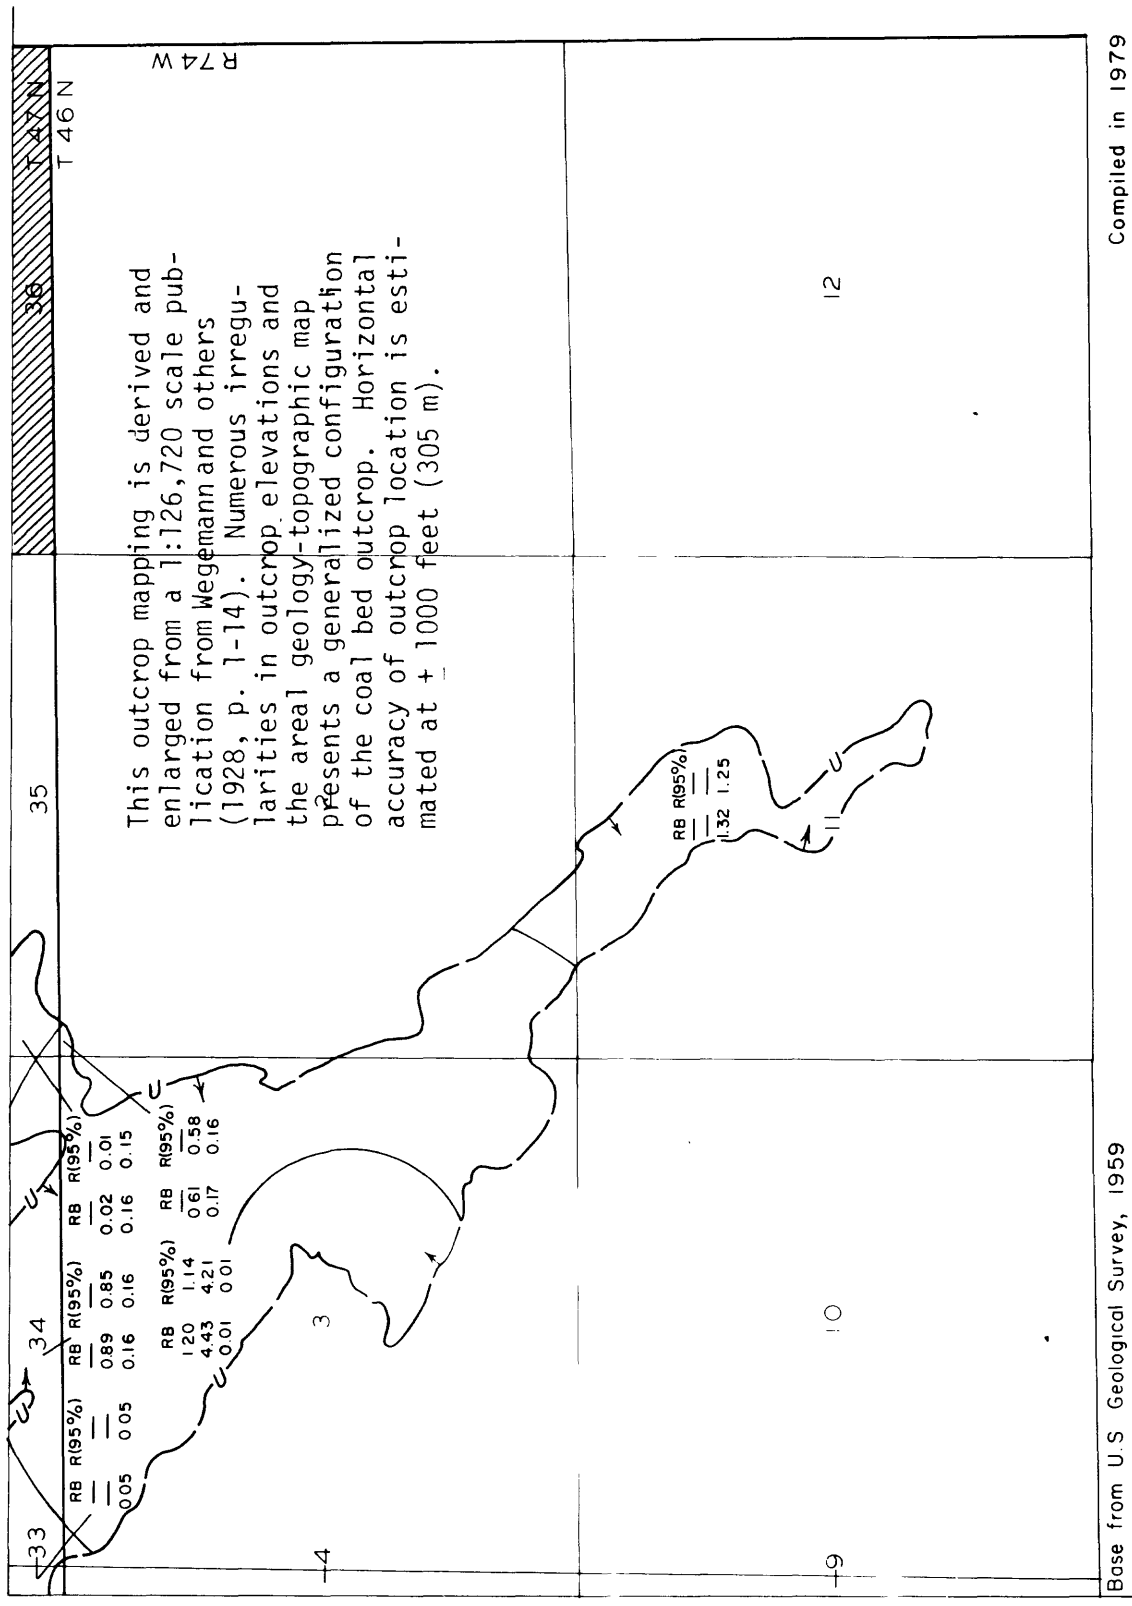 33
34
35
36
T 47 N
T 46 N
R 74 W
This outcrop mapping is derived and
enlarged from a 1:126,720 scale pub-
lication from Wegemann and others
(1928, p. 1-14). Numerous irregu-
larities in outcrop elevations and
the areal geology-topographic map
presents a generalized configuration
of the coal bed outcrop. Horizontal
accuracy of outcrop location is esti-
mated at ± 1000 feet (305 m).
U
U
RB R(95%)
— —
— —
0.05 0.05
RB R(95%)
— —
0.89 0.85
0.16 0.16
RB R(95%)
— —
0.02 0.01
0.16 0.15
RB R(95%)
1.20 1.14
4.43 4.21
0.01 0.01
RB R(95%)
— —
0.61 0.58
0.17 0.16
U
U
4
3
RB R(95%)
— —
— —
1.32 1.25
U
9
10
11
12
Base from U.S Geological Survey, 1959
Compiled in 1979